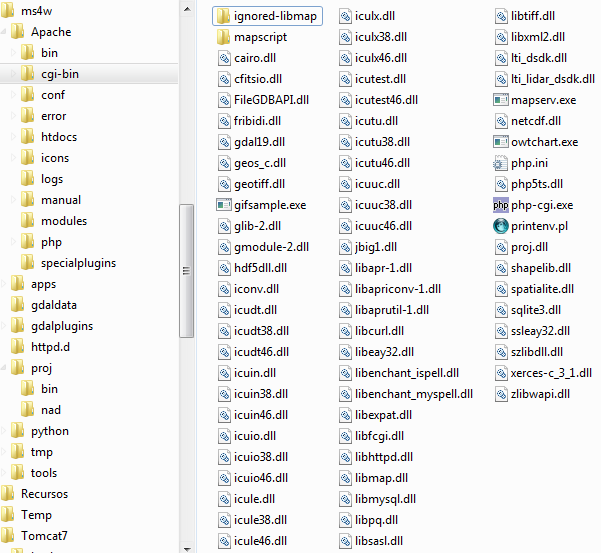 ms4w
Apache
bin
cgi-bin
conf
error
htdocs
icons
logs
manual
modules
php
specialplugins
apps
gdaldata
gdalplugins
httpd.d
proj
bin
nad
python
tmp
tools
Recursos
Temp
Tomcat7
ignored-libmap
mapscript
cairo.dll
cfitsio.dll
FileGDBAPI.dll
fribidi.dll
gdal19.dll
geos_c.dll
geotiff.dll
gifsample.exe
glib-2.dll
gmodule-2.dll
hdf5dll.dll
iconv.dll
icudt.dll
icudt38.dll
icudt46.dll
icuin.dll
icuin38.dll
icuin46.dll
icuio.dll
icuio38.dll
icuio46.dll
icule.dll
icule38.dll
icule46.dll
iculx.dll
iculx38.dll
iculx46.dll
icutest.dll
icutest46.dll
icutu.dll
icutu38.dll
icutu46.dll
icuuc.dll
icuuc38.dll
icuuc46.dll
jbig1.dll
libapr-1.dll
libapriconv-1.dll
libaprutil-1.dll
libcurl.dll
libeay32.dll
libenchant_ispell.dll
libenchant_myspell.dll
libexpat.dll
libfcgi.dll
libhttpd.dll
libmap.dll
libmysql.dll
libpq.dll
libsasl.dll
libtiff.dll
libxml2.dll
lti_dsdk.dll
lti_lidar_dsdk.dll
mapserv.exe
netcdf.dll
owtchart.exe
php.ini
php5ts.dll
php php-cgi.exe
printenv.pl
proj.dll
shapelib.dll
spatialite.dll
sqlite3.dll
ssleay32.dll
szlibdll.dll
xerces-c_3_1.dll
zlibwapi.dll